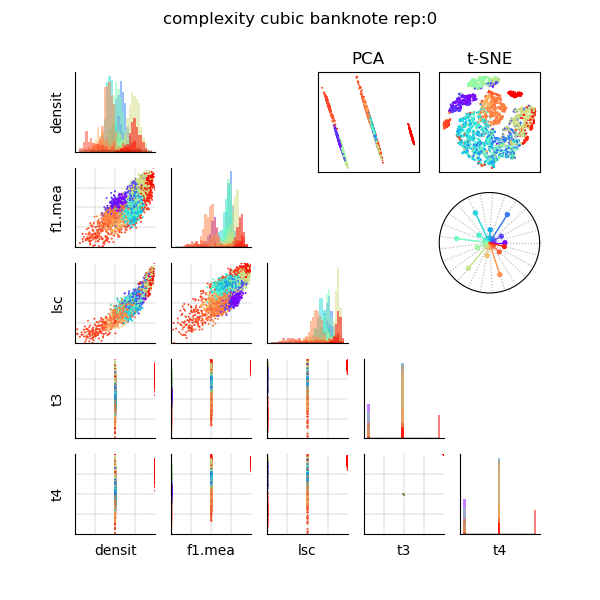 complexity cubic banknote rep:0
PCA
t-SNE
densit
f1.mea
lsc
t3
t4
densit
f1.mea
lsc
t3
t4